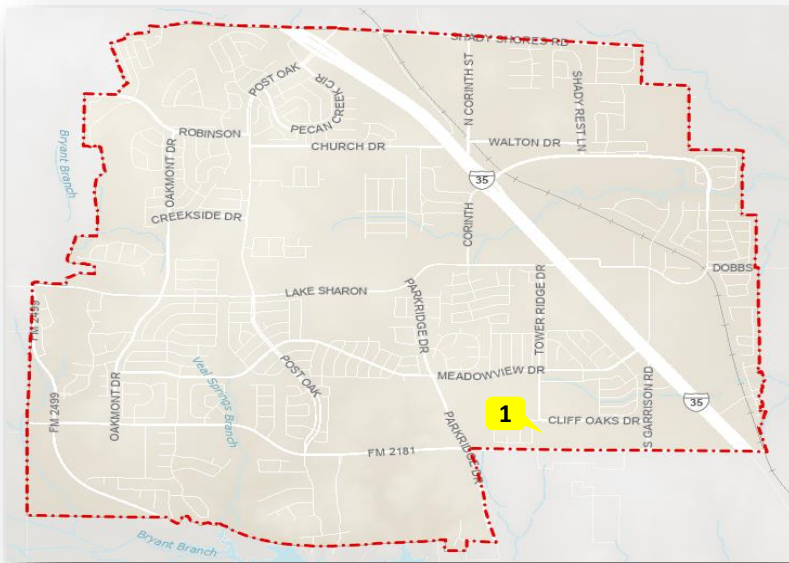 SHADY SHORES RD
POST OAK
N CORINTH ST
SHADY REST LN
PECAN CREEK CIR
ROBINSON
CHURCH DR
WALTON DR
Bryant Branch
OAKMONT DR
35
CREEKSIDE DR
CORINTH
DOBBS
LAKE SHARON
FM 2499
PARKRIDGE DR
TOWER RIDGE DR
Veal Springs Branch
POST OAK
MEADOWVIEW DR
OAKMONT DR
FM 2499
S GARRISON RD
35
1
CLIFF OAKS DR
PARKRIDGE DR
FM 2181
Bryant Branch